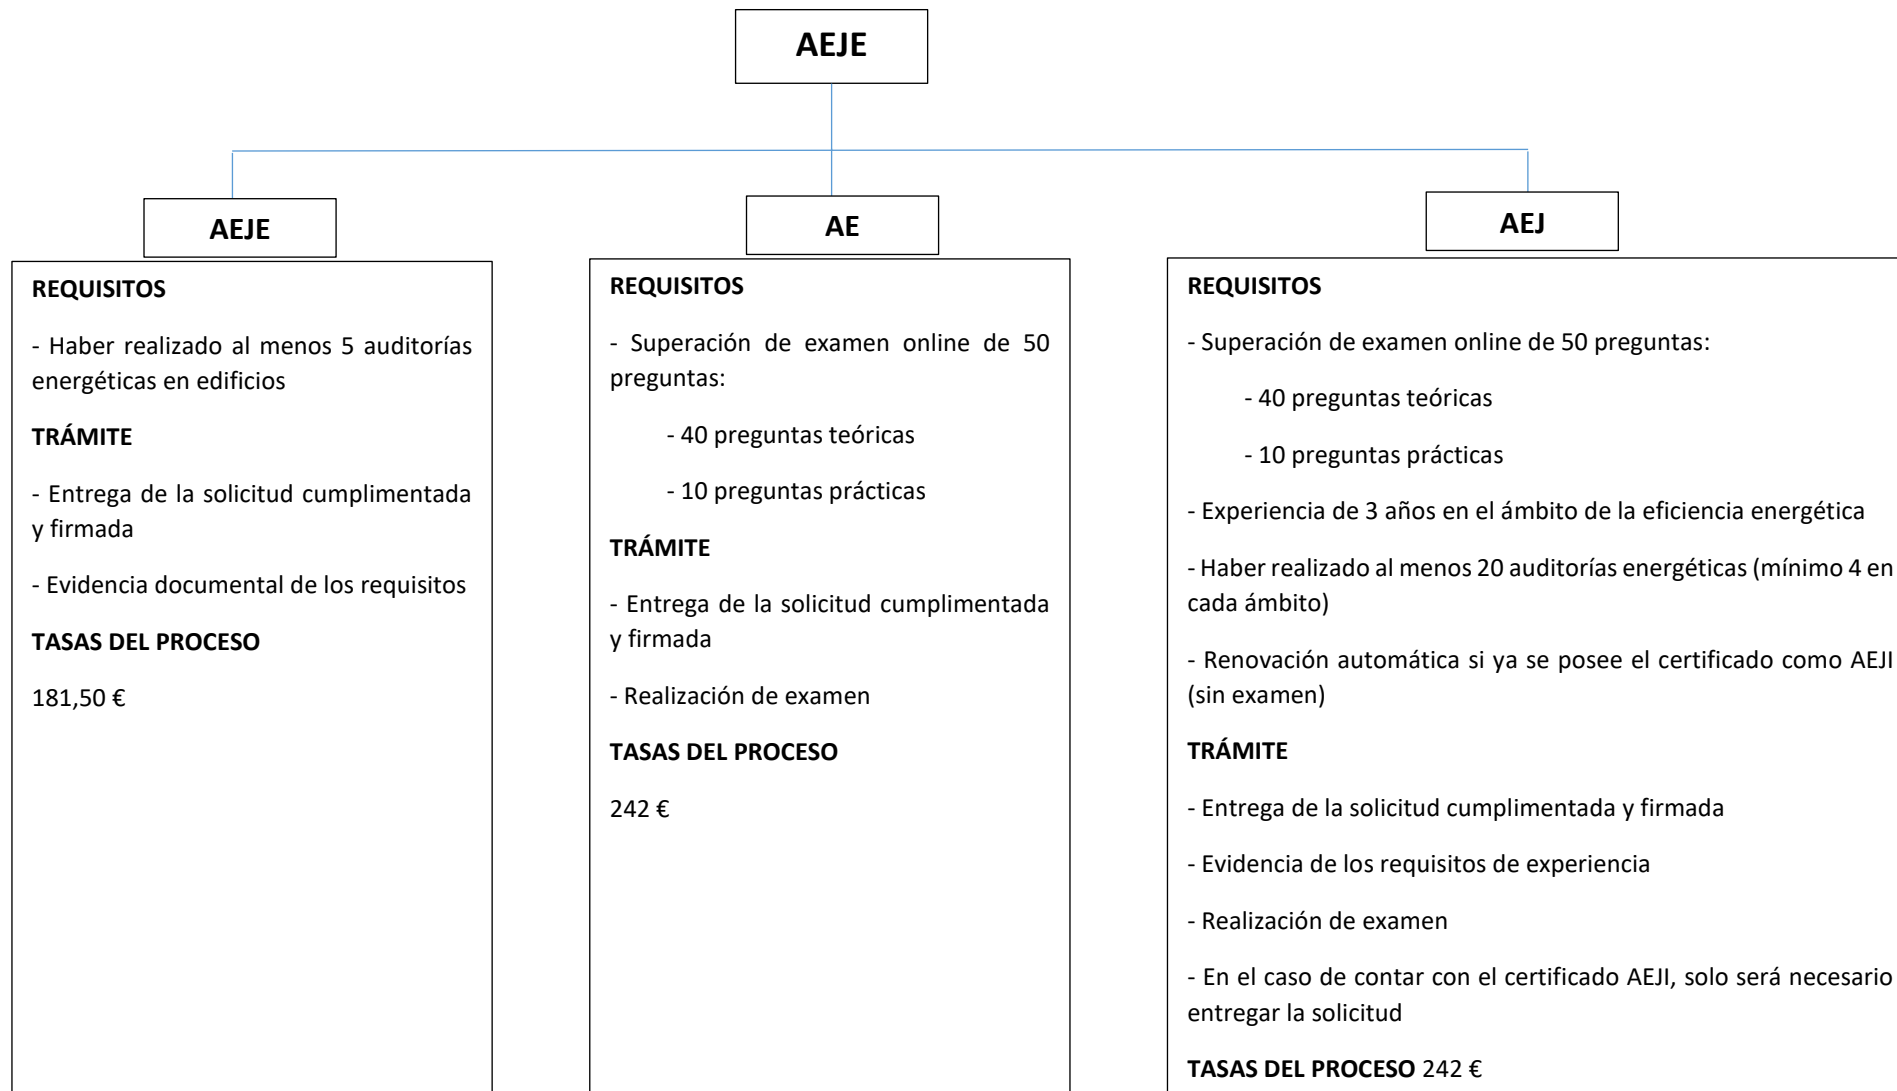 AEJE
AEJE
REQUISITOS
- Haber realizado al menos 5 auditorías
energéticas en edificios
TRÁMITE
- Entrega de la solicitud cumplimentada
y firmada
- Evidencia documental de los requisitos
TASAS DEL PROCESO
181,50 €
AE
REQUISITOS
- Superación de examen online de 50
preguntas:
- 40 preguntas teóricas
- 10 preguntas prácticas
TRÁMITE
- Entrega de la solicitud cumplimentada
y firmada
- Realización de examen
TASAS DEL PROCESO
242 €
AEJ
REQUISITOS
- Superación de examen online de 50 preguntas:
- 40 preguntas teóricas
- 10 preguntas prácticas
- Experiencia de 3 años en el ámbito de la eficiencia energética
- Haber realizado al menos 20 auditorías energéticas (mínimo 4 en
cada ámbito)
- Renovación automática si ya se posee el certificado como AEJI
(sin examen)
TRÁMITE
- Entrega de la solicitud cumplimentada y firmada
- Evidencia de los requisitos de experiencia
- Realización de examen
- En el caso de contar con el certificado AEJI, solo será necesario
entregar la solicitud
TASAS DEL PROCESO 242 €